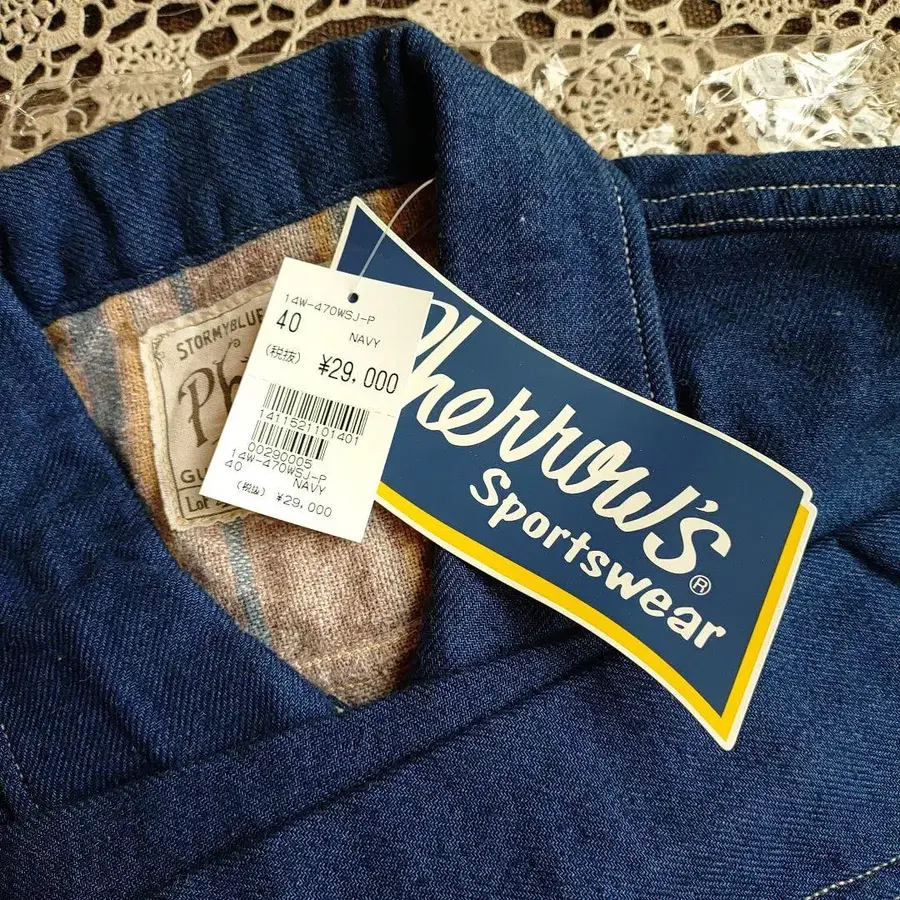 14W-470WSJ-P
40
NAVY
(税抜) ¥29,000
1411521101401
00290005
14W-470WSJ-P
40 NAVY
(税抜) ¥29,000
Pherrow's®
Sportswear
STORMYBLUE
Ph
GU
Lot